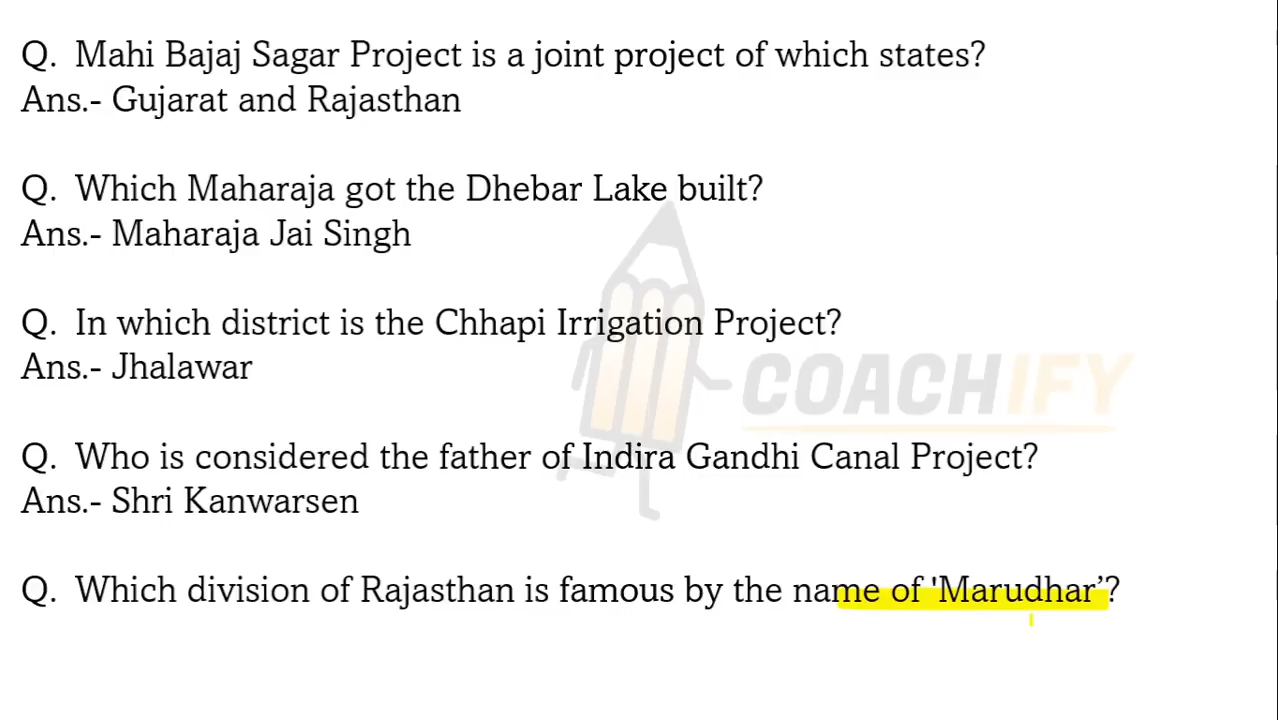 Q. Mahi Bajaj Sagar Project is a joint project of which states?
Ans.- Gujarat and Rajasthan
Q. Which Maharaja got the Dhebar Lake built?
Ans.- Maharaja Jai Singh
Q. In which district is the Chhapi Irrigation Project?
Ans.- Jhalawar
COACHIFY
Q. Who is considered the father of Indira Gandhi Canal Project?
Ans.- Shri Kanwarsen
Q. Which division of Rajasthan is famous by the name of 'Marudhar’?